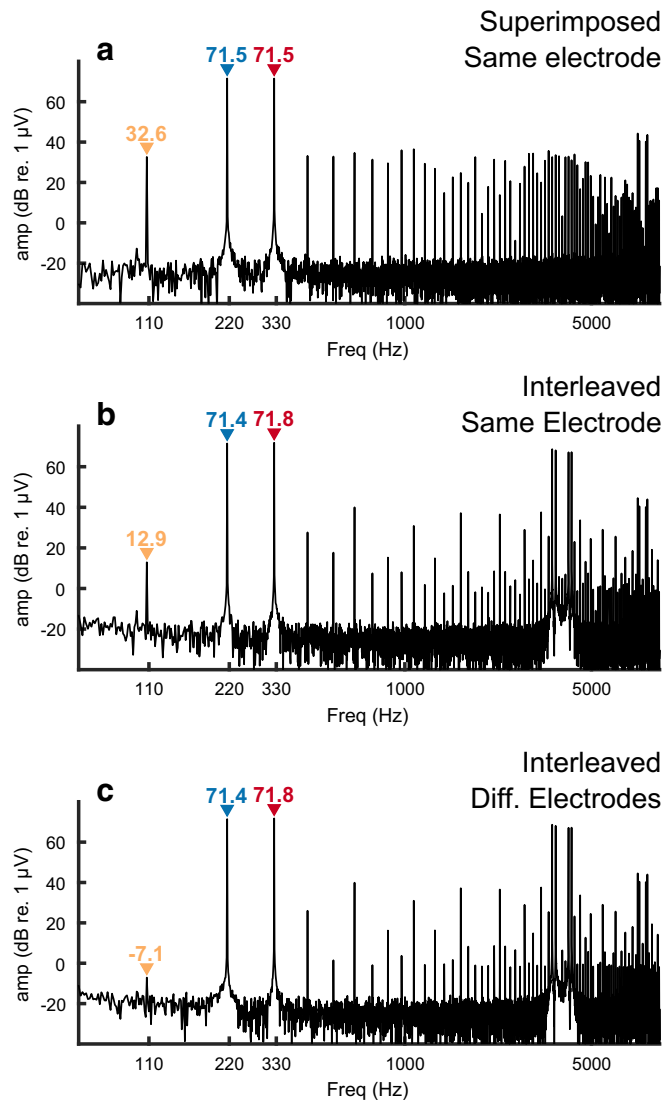 a
Superimposed
Same electrode
71.5 71.5
32.6
amp (dB re. 1 µV)
60
40
20
0
-20
110 220 330 1000 5000
Freq (Hz)
b
Interleaved
Same Electrode
71.4 71.8
12.9
amp (dB re. 1 µV)
60
40
20
0
-20
110 220 330 1000 5000
Freq (Hz)
c
Interleaved
Diff. Electrodes
71.4 71.8
-7.1
amp (dB re. 1 µV)
60
40
20
0
-20
110 220 330 1000 5000
Freq (Hz)